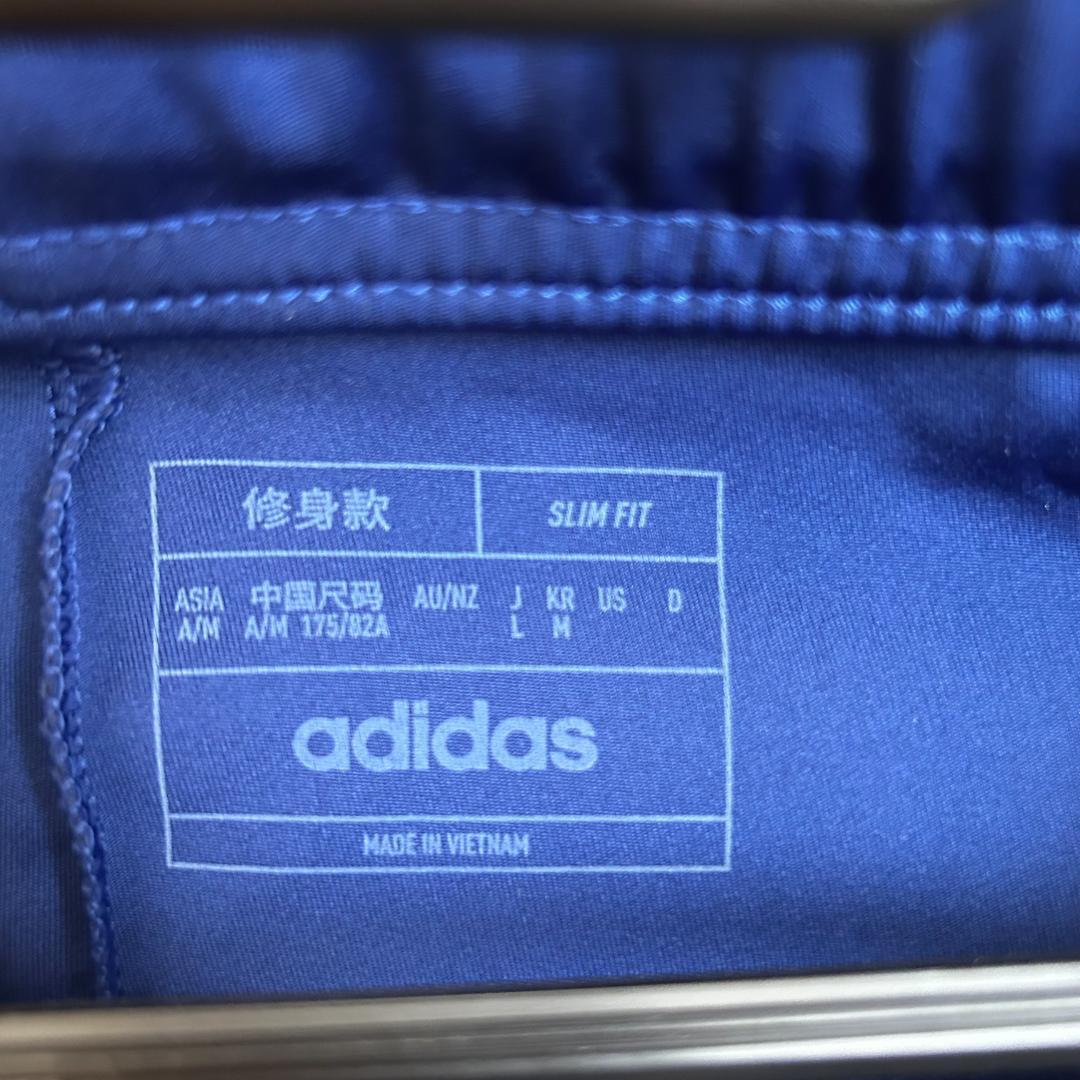 修身款 SLIM FIT
ASIA 中国尺码 AU/NZ J KR US D
A/M A/M 175/82A L M
adidas
MADE IN VIETNAM